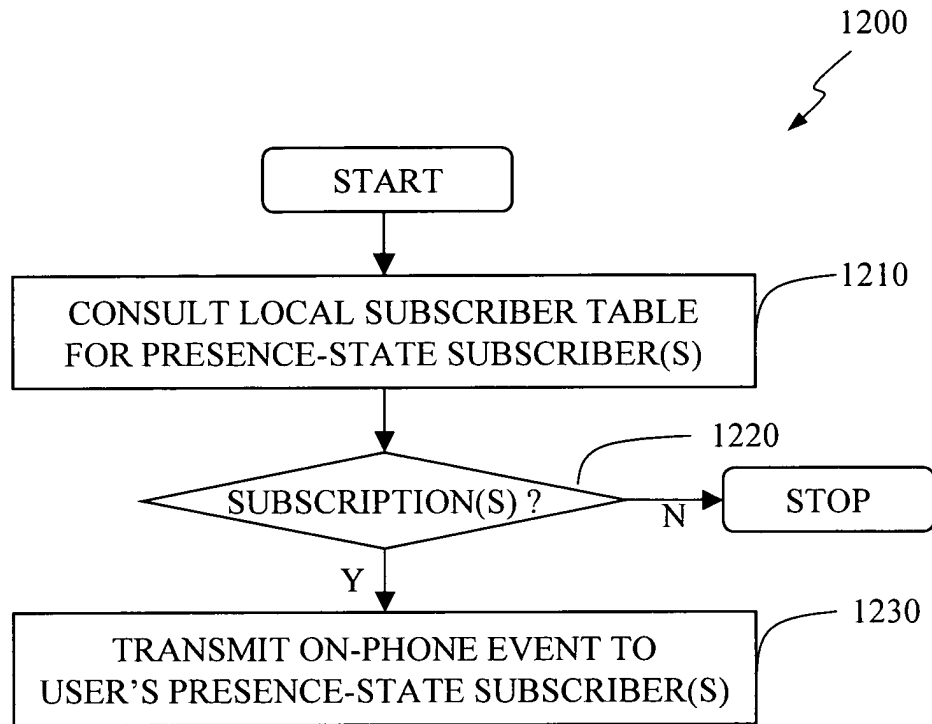 1200
START
1210
CONSULT LOCAL SUBSCRIBER TABLE
FOR PRESENCE-STATE SUBSCRIBER(S)
1220
SUBSCRIPTION(S) ?
N
STOP
Y
1230
TRANSMIT ON-PHONE EVENT TO
USER'S PRESENCE-STATE SUBSCRIBER(S)